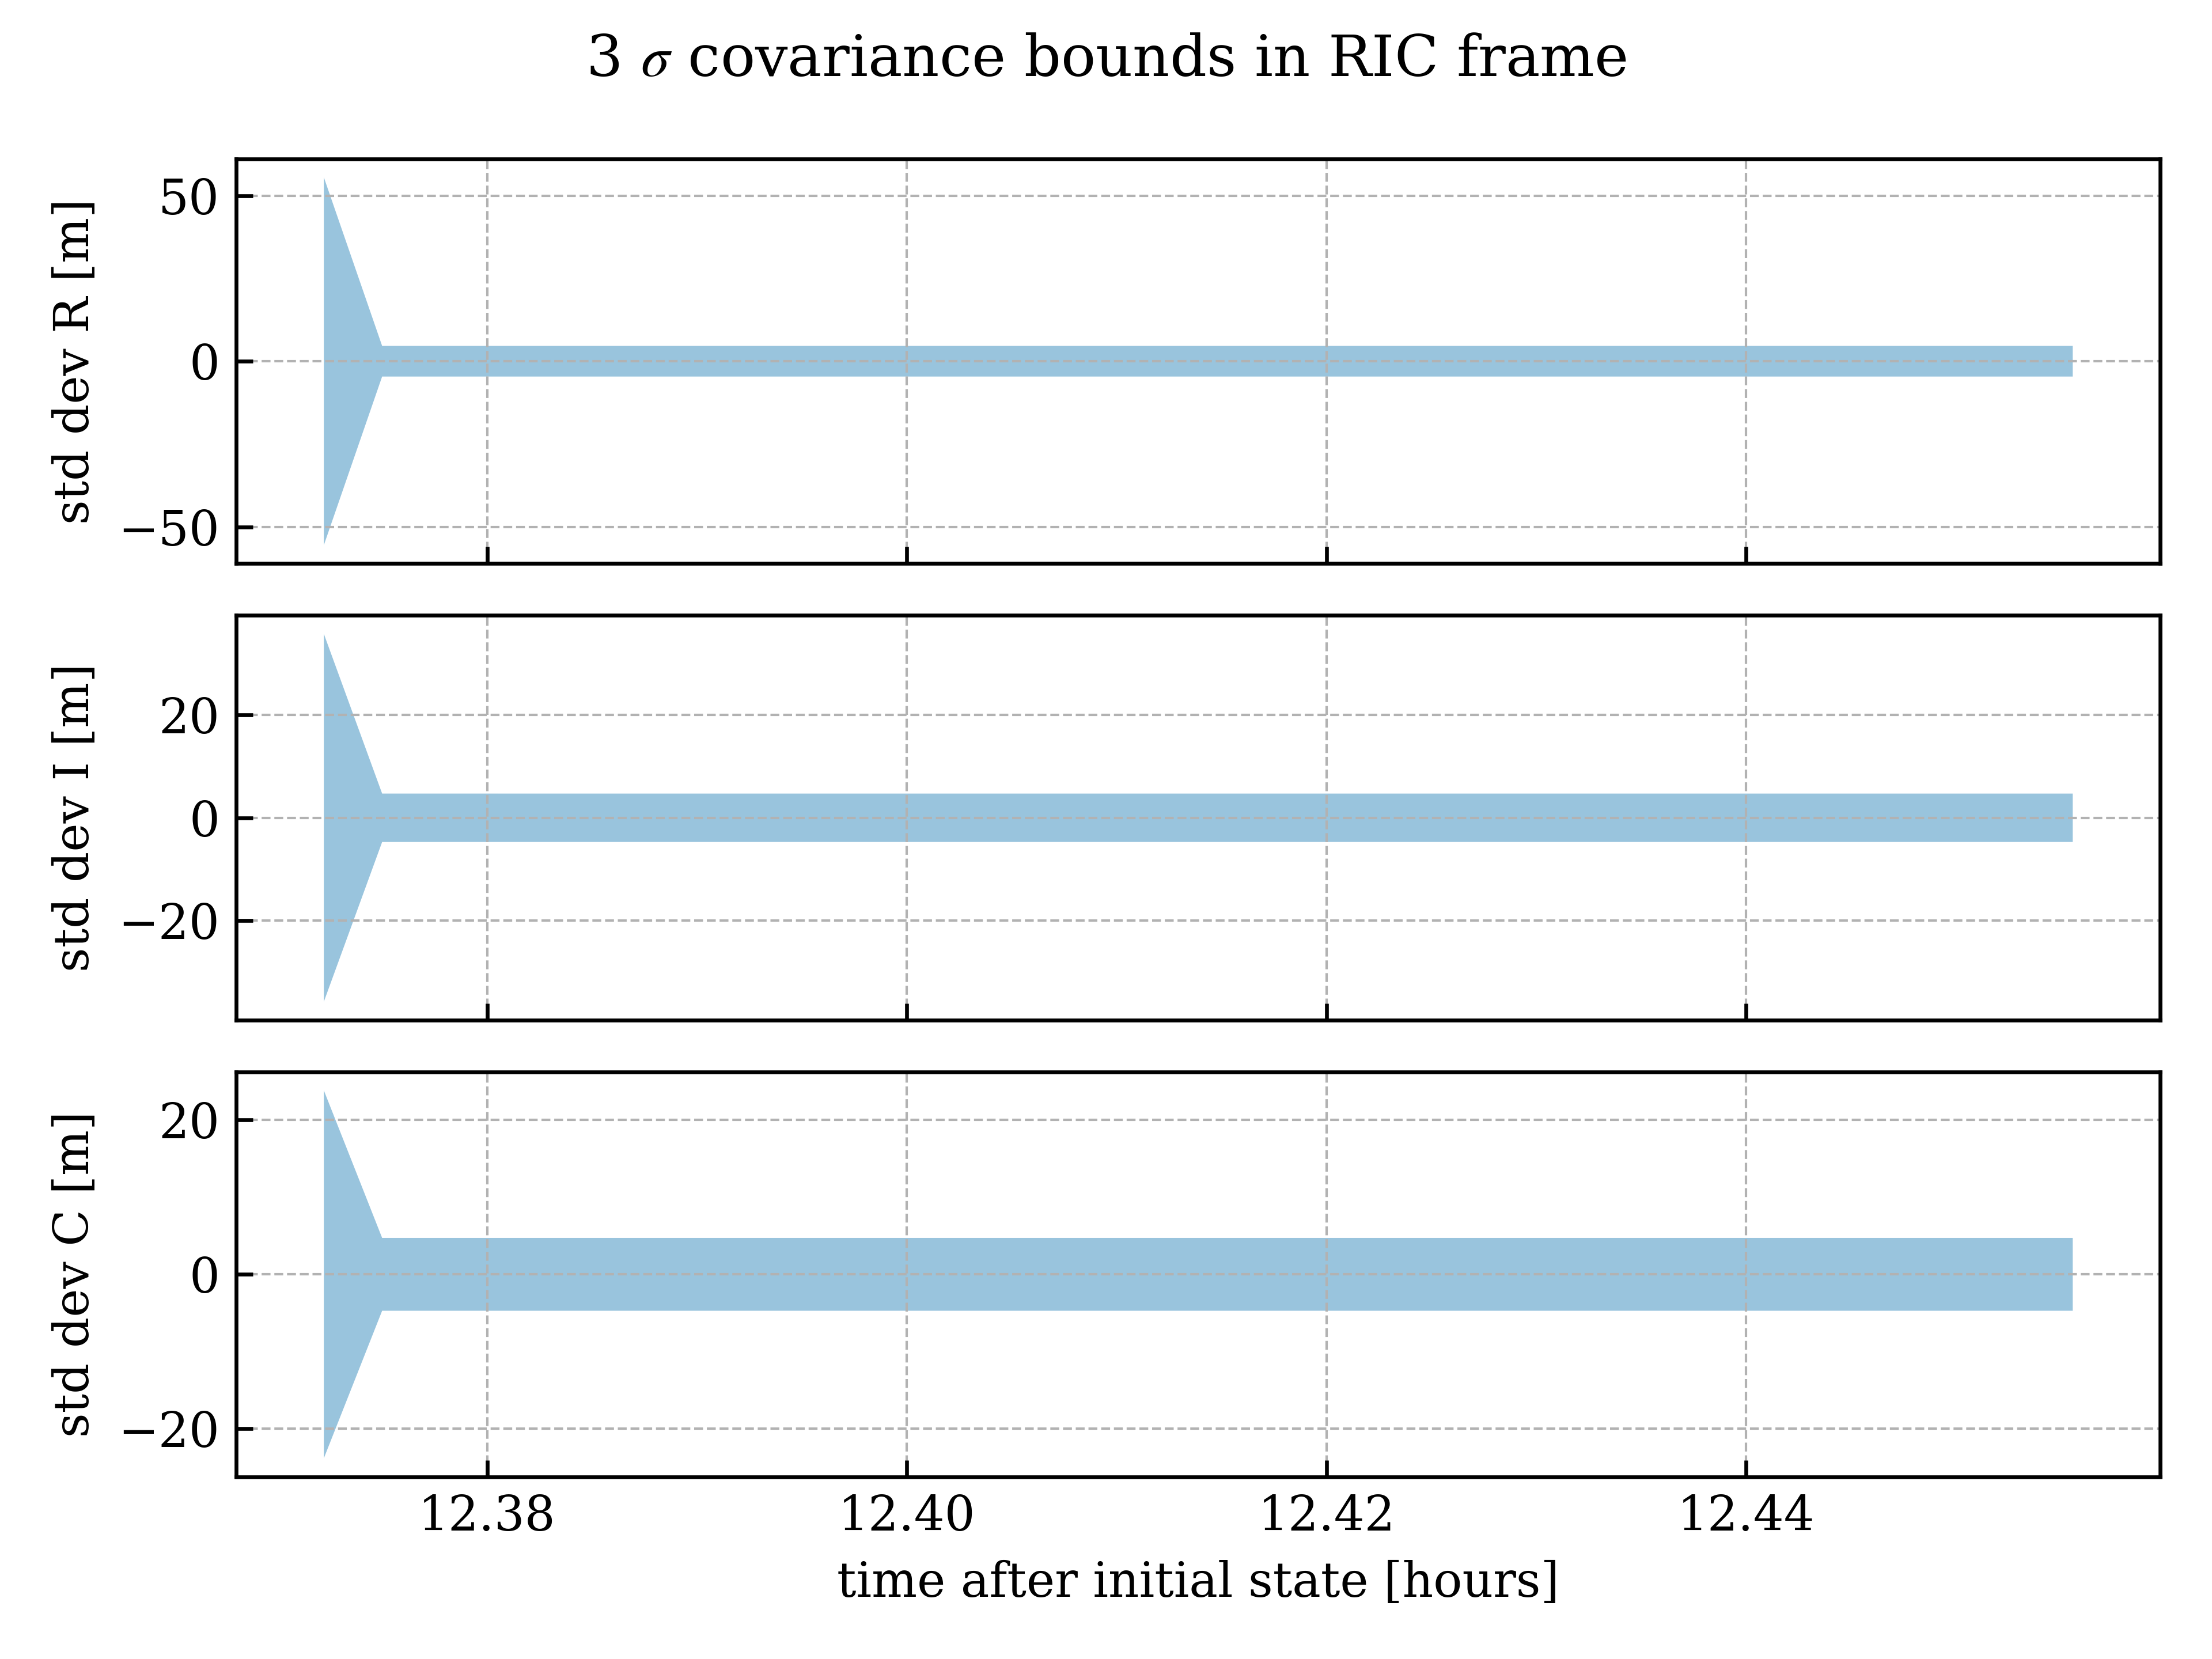 3 σ covariance bounds in RIC frame
std dev R [m]
50
0
−50
std dev I [m]
20
0
−20
std dev C [m]
20
0
−20
12.38 12.40 12.42 12.44
time after initial state [hours]